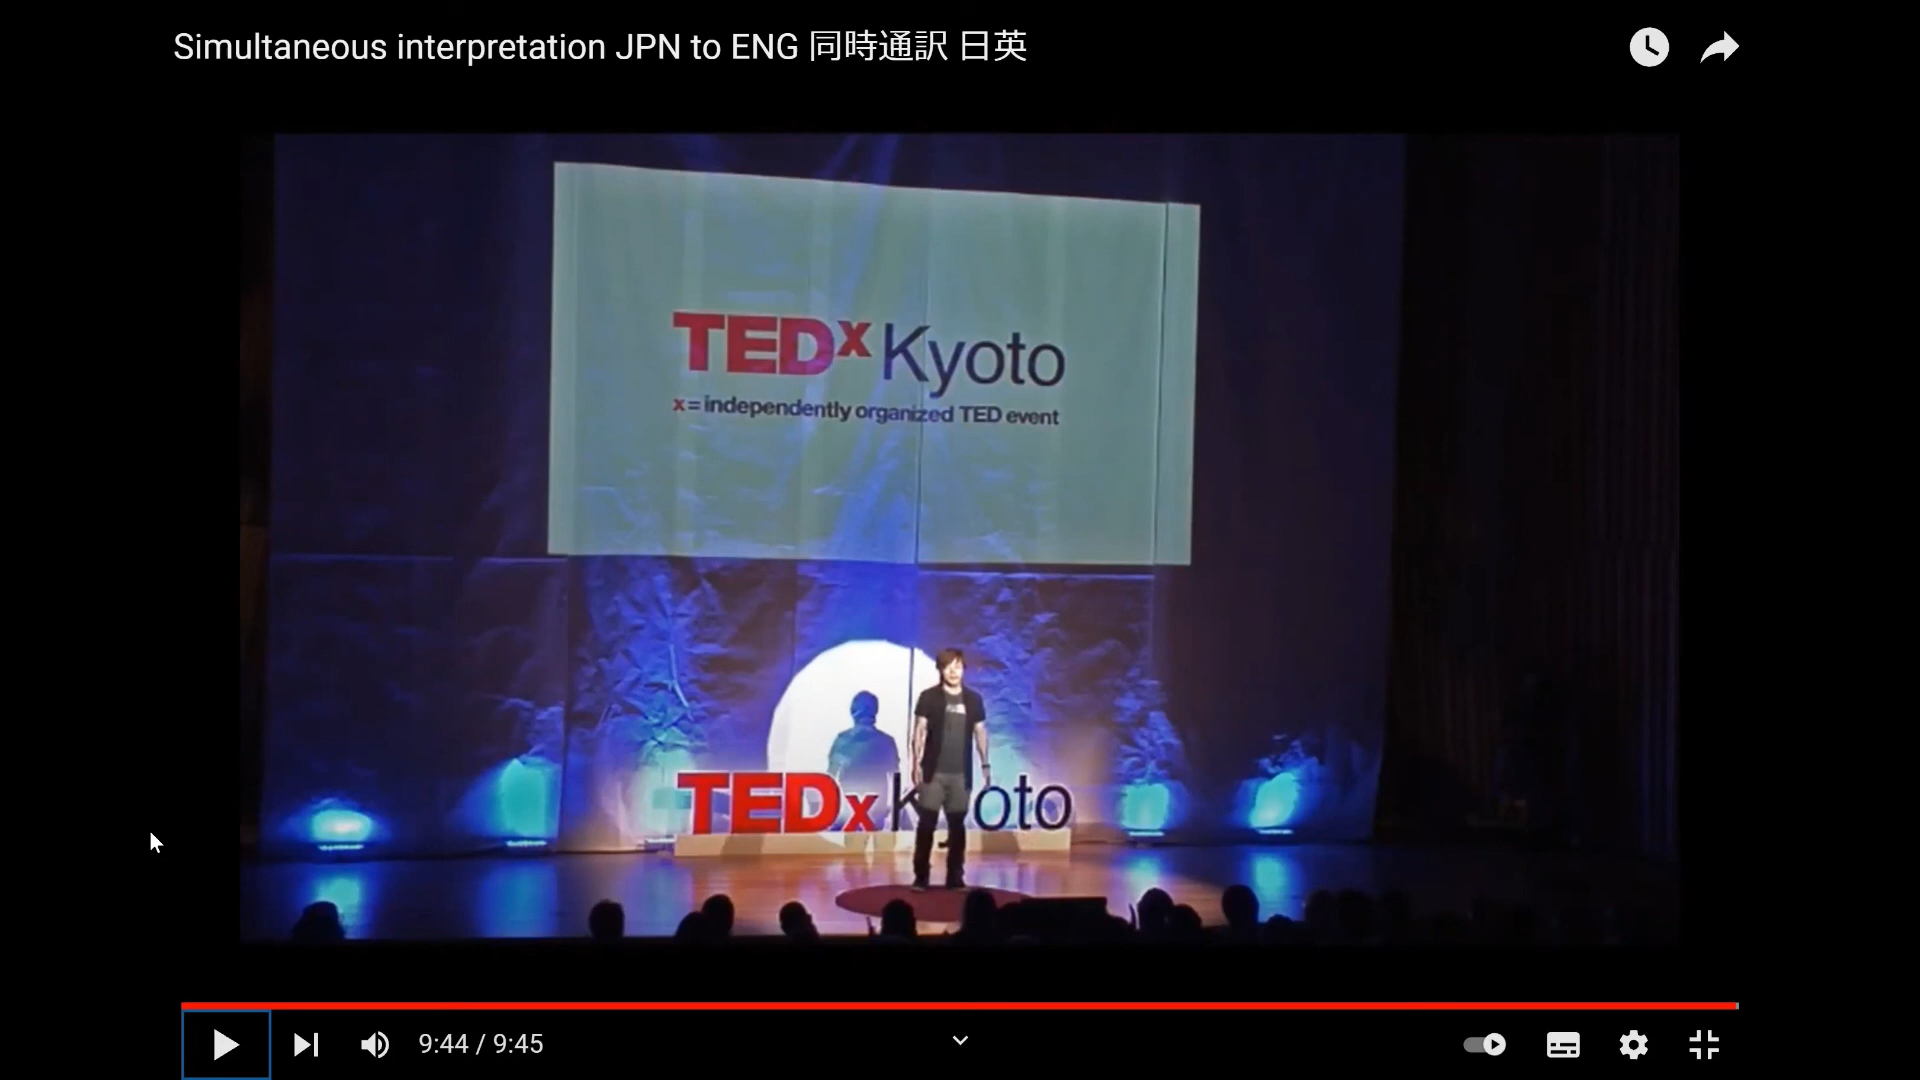 Simultaneous interpretation JPN to ENG 同時通訳 日英
TEDx Kyoto
x=independently organized TED event
TEDx Kyoto
9:44 / 9:45